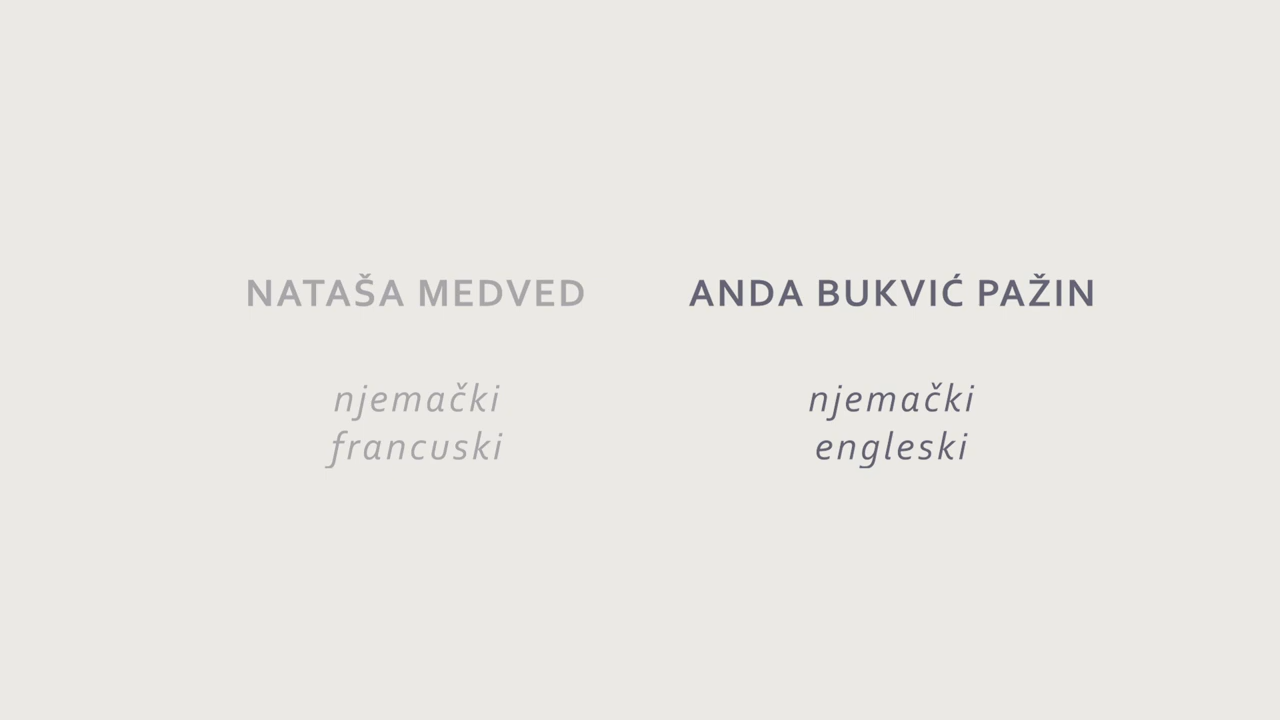 NATAŠA MEDVED
njemački
francuski
ANDA BUKVIĆ PAŽIN
njemački
engleski